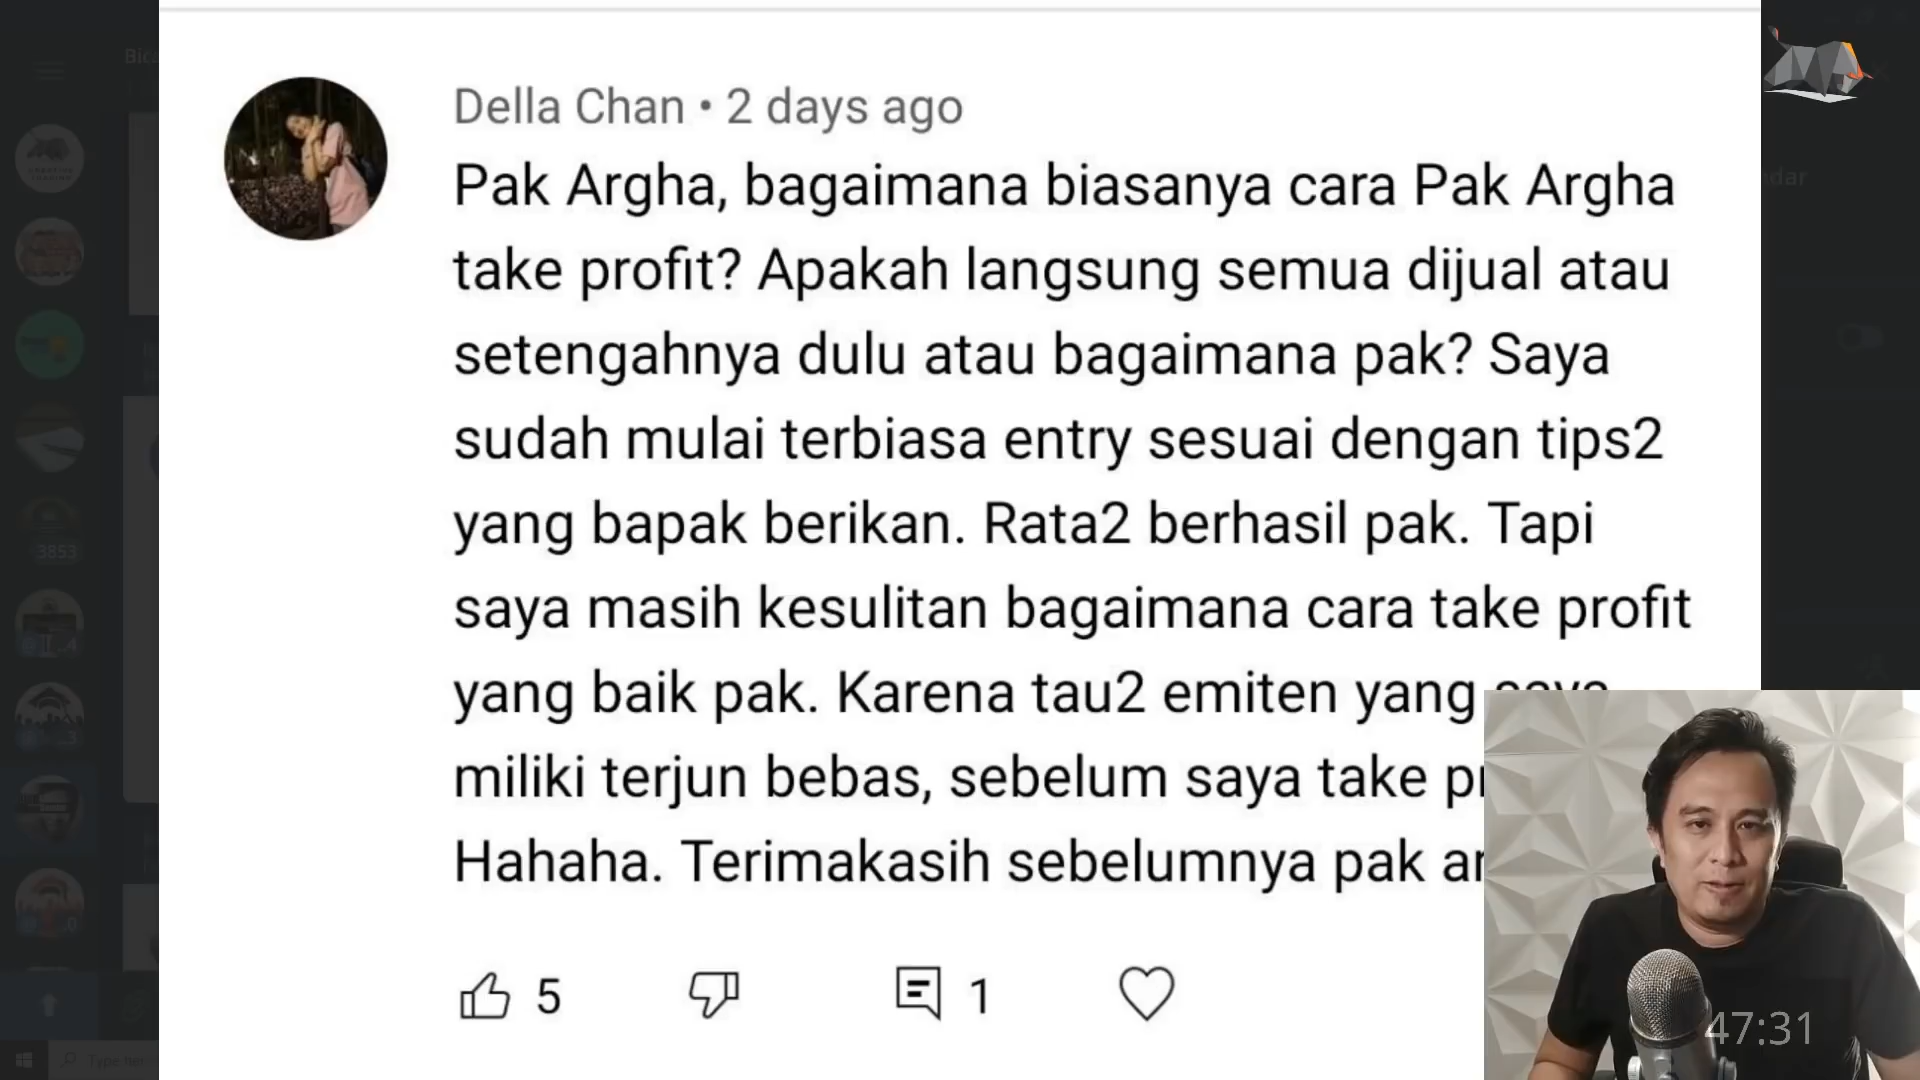 Della Chan • 2 days ago
Pak Argha, bagaimana biasanya cara Pak Argha
take profit? Apakah langsung semua dijual atau
setengahnya dulu atau bagaimana pak? Saya
sudah mulai terbiasa entry sesuai dengan tips2
yang bapak berikan. Rata2 berhasil pak. Tapi
saya masih kesulitan bagaimana cara take profit
yang baik pak. Karena tau2 emiten yang
miliki terjun bebas, sebelum saya take
Hahaha. Terimakasih sebelumnya pak
5
1
3853
47:31